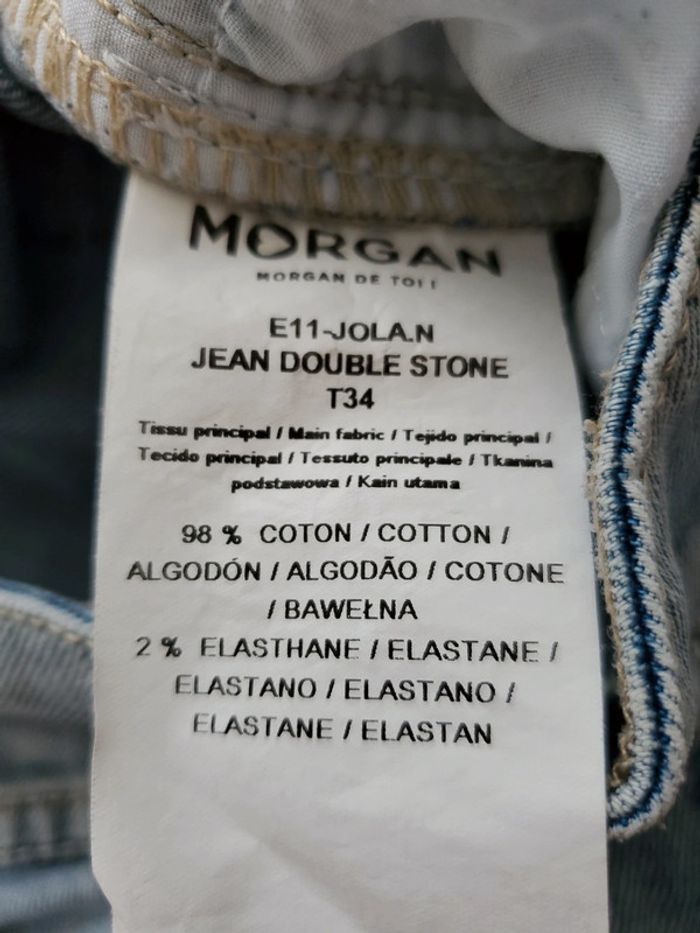 MORGAN
MORGAN DE TOI !
E11-JOLA.N
JEAN DOUBLE STONE
T34
Tissu principal / Main fabric / Tejido principal /
Tecido principal / Tessuto principale / Tkanina
podstawowa / Kain utama
98 % COTON / COTTON /
ALGODÓN / ALGODÃO / COTONE
/ BAWEŁNA
2 % ELASTHANE / ELASTANE /
ELASTANO / ELASTANO /
ELASTANE / ELASTAN